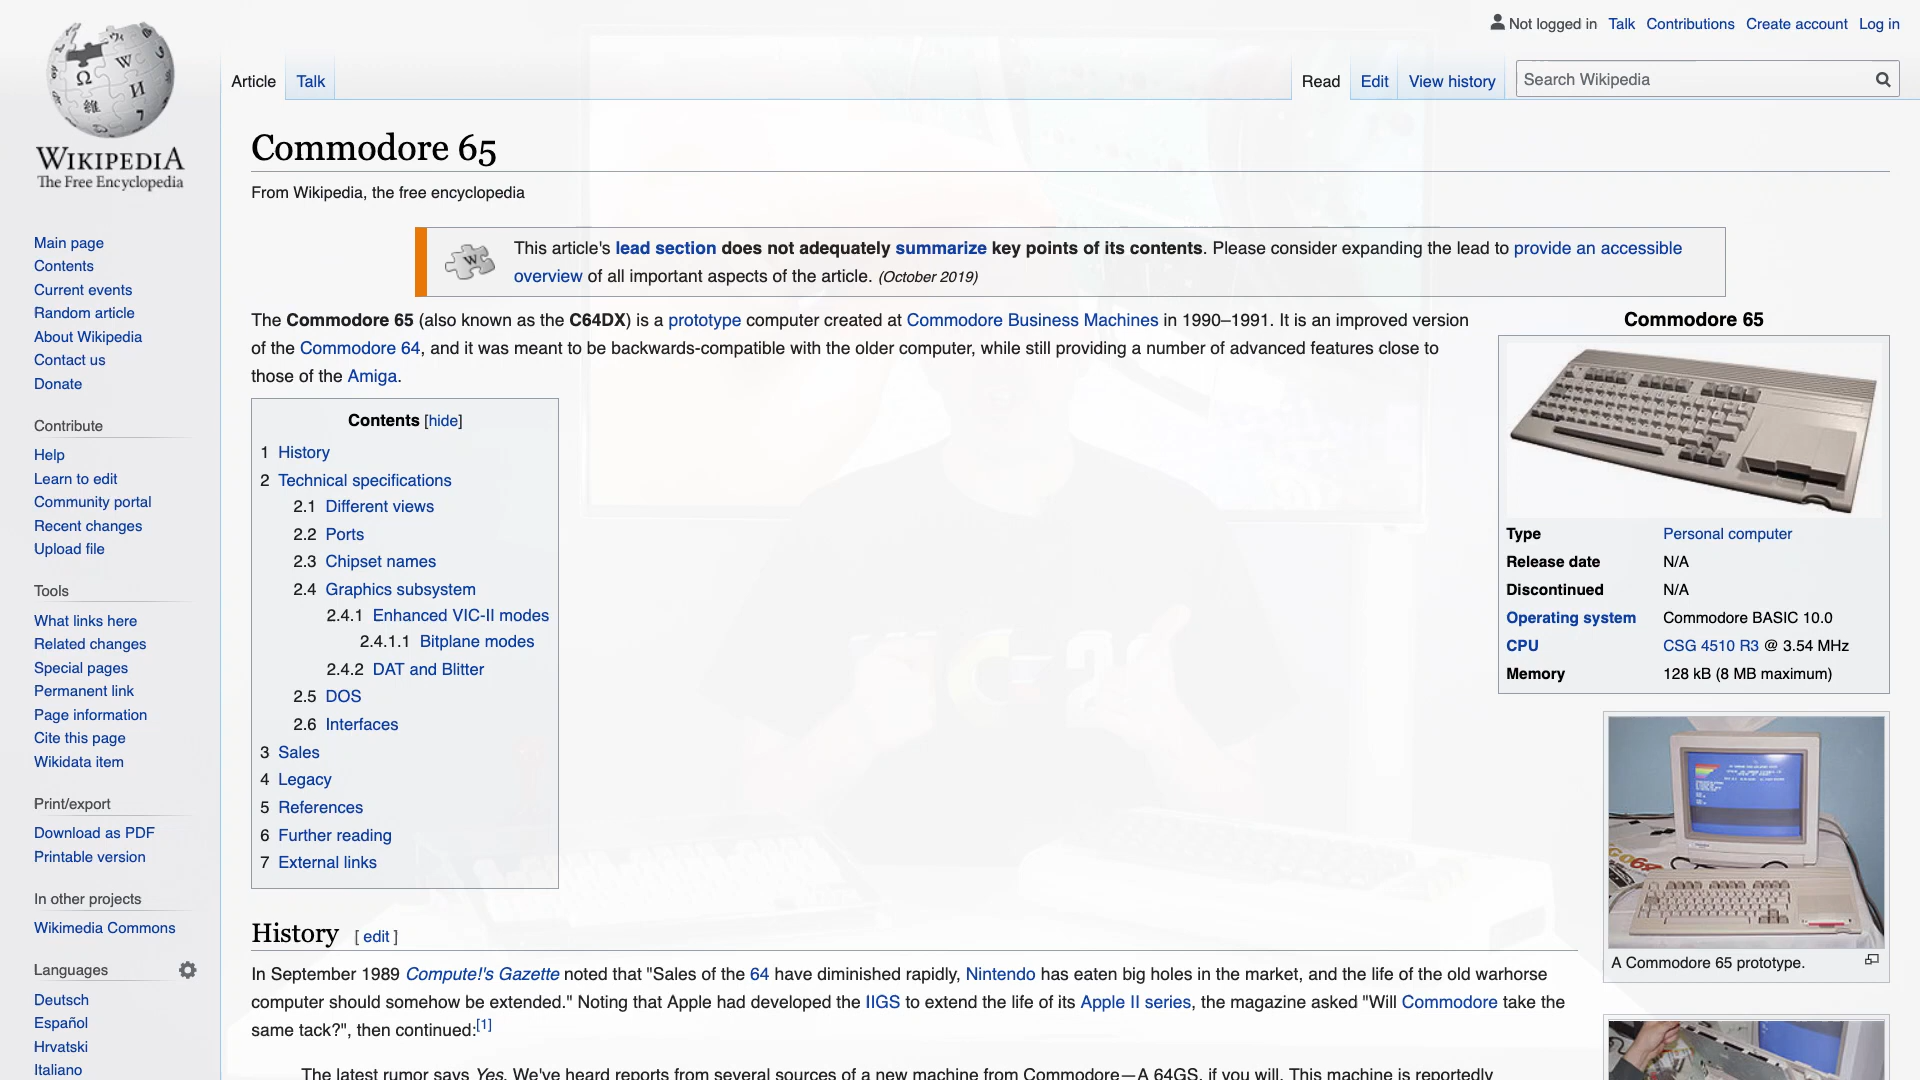 Not logged in Talk Contributions Create account Log in
Article Talk Read Edit View history Search Wikipedia
WIKIPEDIA
The Free Encyclopedia
Main page
Contents
Current events
Random article
About Wikipedia
Contact us
Donate
Contribute
Help
Learn to edit
Community portal
Recent changes
Upload file
Tools
What links here
Related changes
Special pages
Permanent link
Page information
Cite this page
Wikidata item
Print/export
Download as PDF
Printable version
In other projects
Wikimedia Commons
Languages
Deutsch
Español
Hrvatski
Italiano
Commodore 65
From Wikipedia, the free encyclopedia
This article's lead section does not adequately summarize key points of its contents. Please consider expanding the lead to provide an accessible
overview of all important aspects of the article. (October 2019)
The Commodore 65 (also known as the C64DX) is a prototype computer created at Commodore Business Machines in 1990–1991. It is an improved version
of the Commodore 64, and it was meant to be backwards-compatible with the older computer, while still providing a number of advanced features close to
those of the Amiga.
Contents [hide]
1 History
2 Technical specifications
2.1 Different views
2.2 Ports
2.3 Chipset names
2.4 Graphics subsystem
2.4.1 Enhanced VIC-II modes
2.4.1.1 Bitplane modes
2.4.2 DAT and Blitter
2.5 DOS
2.6 Interfaces
3 Sales
4 Legacy
5 References
6 Further reading
7 External links
Commodore 65
Type Personal computer
Release date N/A
Discontinued N/A
Operating system Commodore BASIC 10.0
CPU CSG 4510 R3 @ 3.54 MHz
Memory 128 kB (8 MB maximum)
A Commodore 65 prototype.
History [ edit ]
In September 1989 Compute!'s Gazette noted that "Sales of the 64 have diminished rapidly, Nintendo has eaten big holes in the market, and the life of the old warhorse
computer should somehow be extended." Noting that Apple had developed the IIGS to extend the life of its Apple II series, the magazine asked "Will Commodore take the
same tack?", then continued:[1]
The latest rumor says Yes. We've heard reports from several sources of a new machine from Commodore—A 64GS, if you will. This machine is reportedly